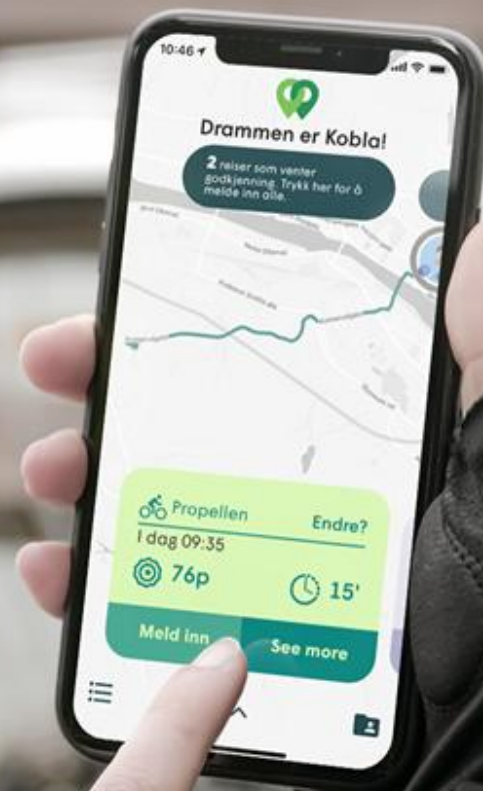 10:46
Drammen er Kobla!
2 reiser som venter
godkjenning. Trykk her for å
melde inn alle.
Propellen
Endre?
I dag 09:35
76p
15'
Meld inn
See more